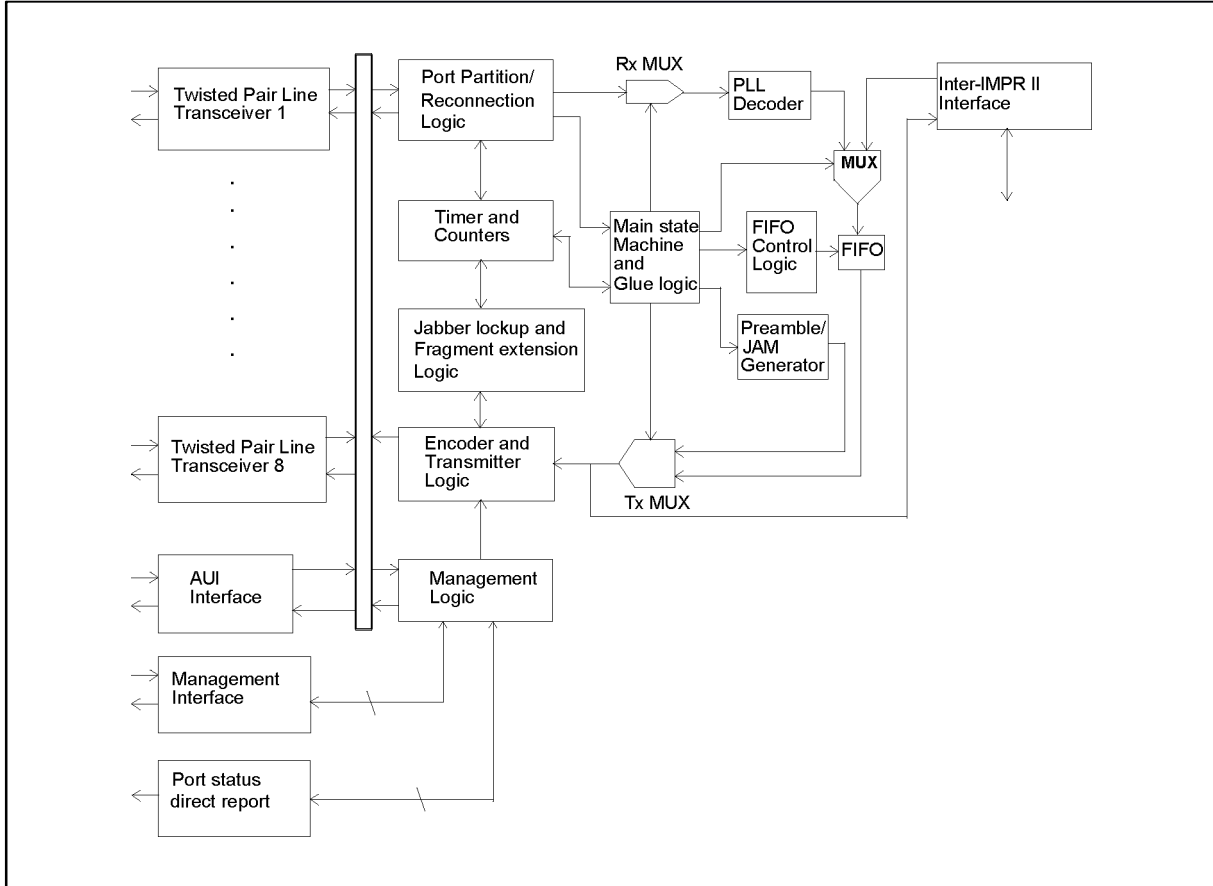 Twisted Pair Line
Transceiver 1
Port Partition/
Reconnection
Logic
Rx MUX
PLL
Decoder
Inter-IMPR II
Interface
MUX
Timer and
Counters
Main state
Machine
and
Glue logic
FIFO
Control
Logic
FIFO
Jabber lockup and
Fragment extension
Logic
Preamble/
JAM
Generator
Twisted Pair Line
Transceiver 8
Encoder and
Transmitter
Logic
Tx MUX
AUI
Interface
Management
Logic
Management
Interface
Port status
direct report